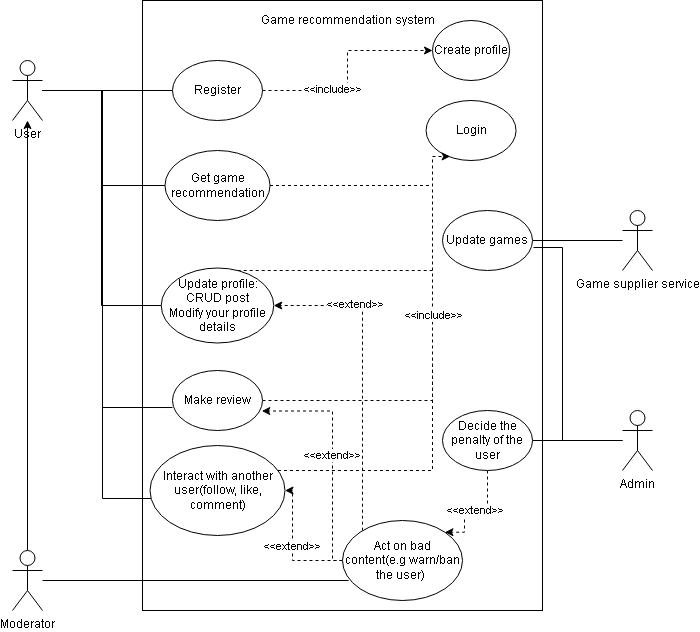 Game recommendation system
Create profile
Register
<<include>>
User
Login
Get game
recommendation
Update games
Game supplier service
Update profile:
CRUD post
Modify your profile
details
<<extend>>
<<include>>
Make review
Decide the
penalty of the
user
<<extend>>
Interact with another
user(follow, like,
comment)
Admin
<<extend>>
<<extend>>
Act on bad
content(e.g warn/ban
the user)
Moderator